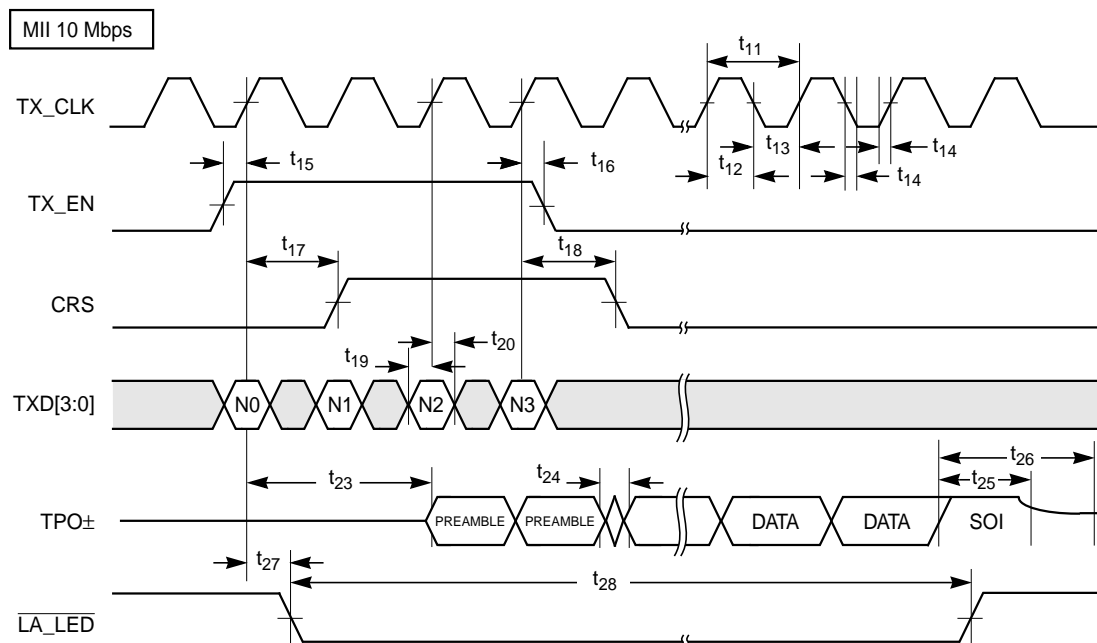 MII 10 Mbps
t11
TX_CLK
t15
t16
t13
t14
t12
t14
TX_EN
t17
t18
CRS
t19
t20
TXD[3:0]
N0
N1
N2
N3
t23
t24
t26
t25
TPO±
PREAMBLE
PREAMBLE
DATA
DATA
SOI
t27
t28
LA_LED